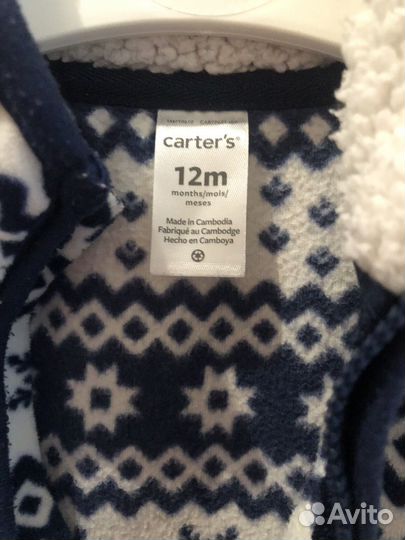 carter's®
12m
months/mois/
meses
Made in Cambodia
Fabriqué au Cambodge
Hecho en Camboya
Avito